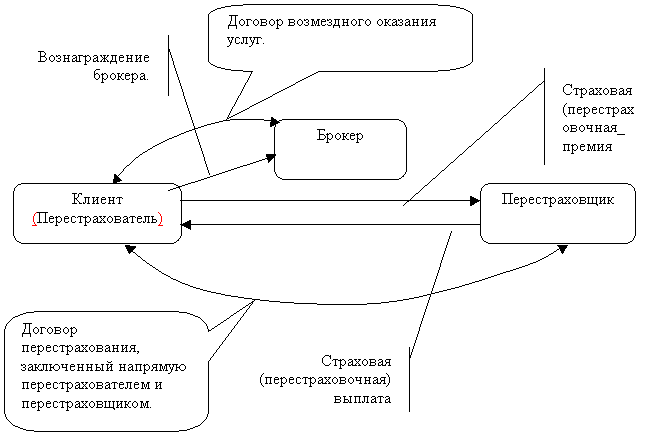 Договор возмездного оказания
услуг.
Вознаграждение
брокера.
Страховая
(перестрах
овочная_
премия
Брокер
Клиент
(Перестрахователь)
Перестраховщик
Договор
перестрахования,
заключенный напрямую
перестрахователем и
перестраховщиком.
Страховая
(перестраховочная)
выплата